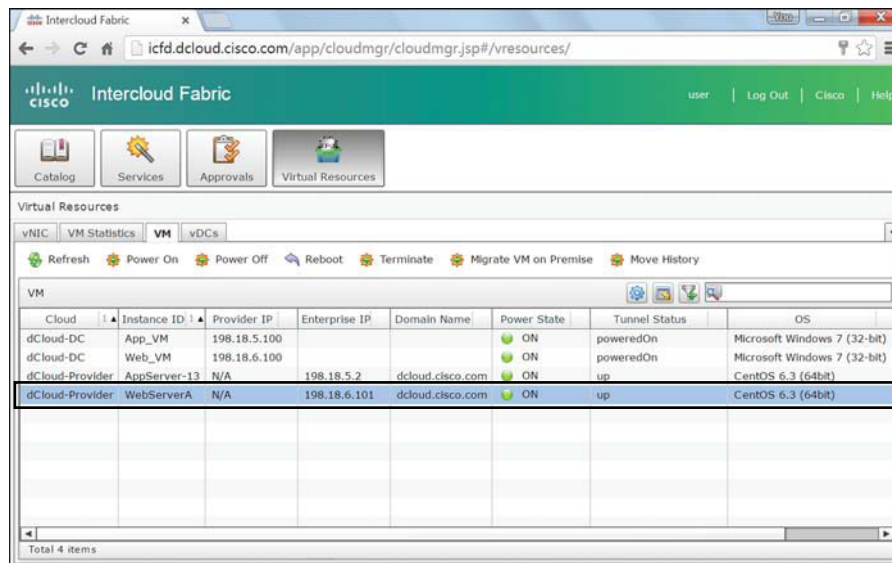 Intercloud Fabric
icfd.dcloud.cisco.com/app/cloudmgr/cloudmgr.jsp#/vresources/
CISCO Intercloud Fabric user | Log Out | Cisco | Help
Catalog Services Approvals Virtual Resources
Virtual Resources
vNIC VM Statistics VM vDCs
Refresh Power On Power Off Reboot Terminate Migrate VM on Premise Move History
VM
Cloud 1 Instance ID 1 Provider IP Enterprise IP Domain Name Power State Tunnel Status OS
dCloud-DC App_VM 198.18.5.100 ON poweredOn Microsoft Windows 7 (32-bit)
dCloud-DC Web_VM 198.18.6.100 ON poweredOn Microsoft Windows 7 (32-bit)
dCloud-Provider AppServer-13 N/A 198.18.5.2 dcloud.cisco.com ON up CentOS 6.3 (64bit)
dCloud-Provider WebServerA N/A 198.18.6.101 dcloud.cisco.com ON up CentOS 6.3 (64bit)
Total 4 items